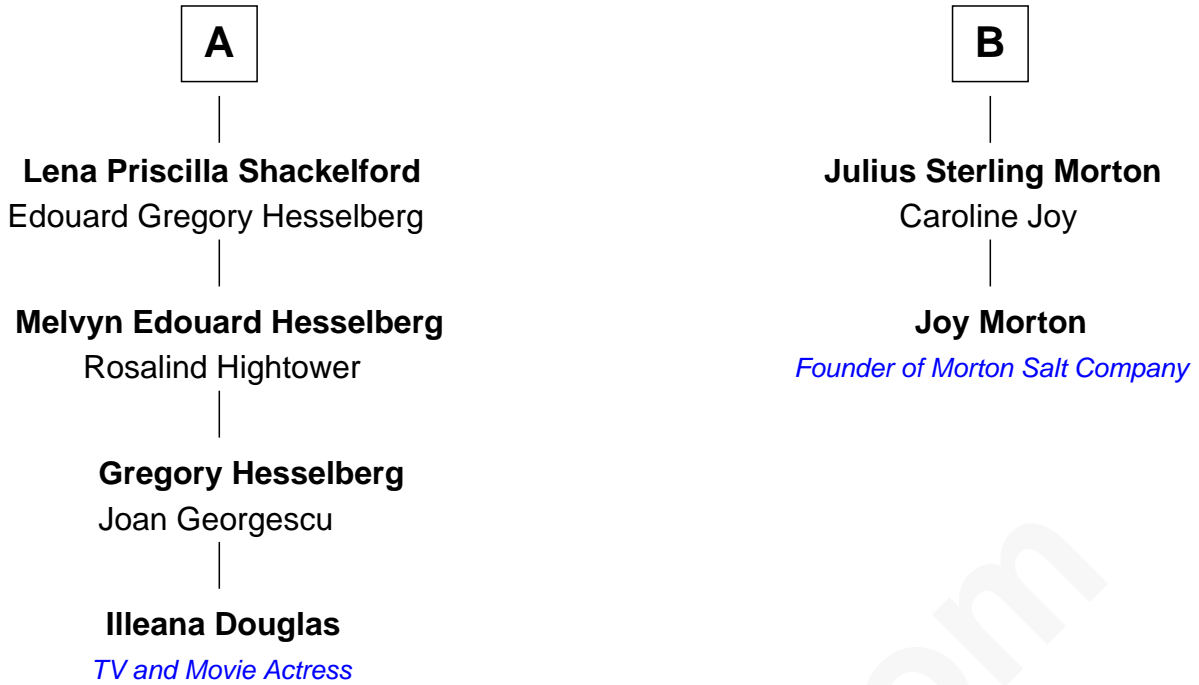 A
Lena Priscilla Shackelford
Edouard Gregory Hesselberg
Melvyn Edouard Hesselberg
Rosalind Hightower
Gregory Hesselberg
Joan Georgescu
Illeana Douglas
TV and Movie Actress
B
Julius Sterling Morton
Caroline Joy
Joy Morton
Founder of Morton Salt Company
om